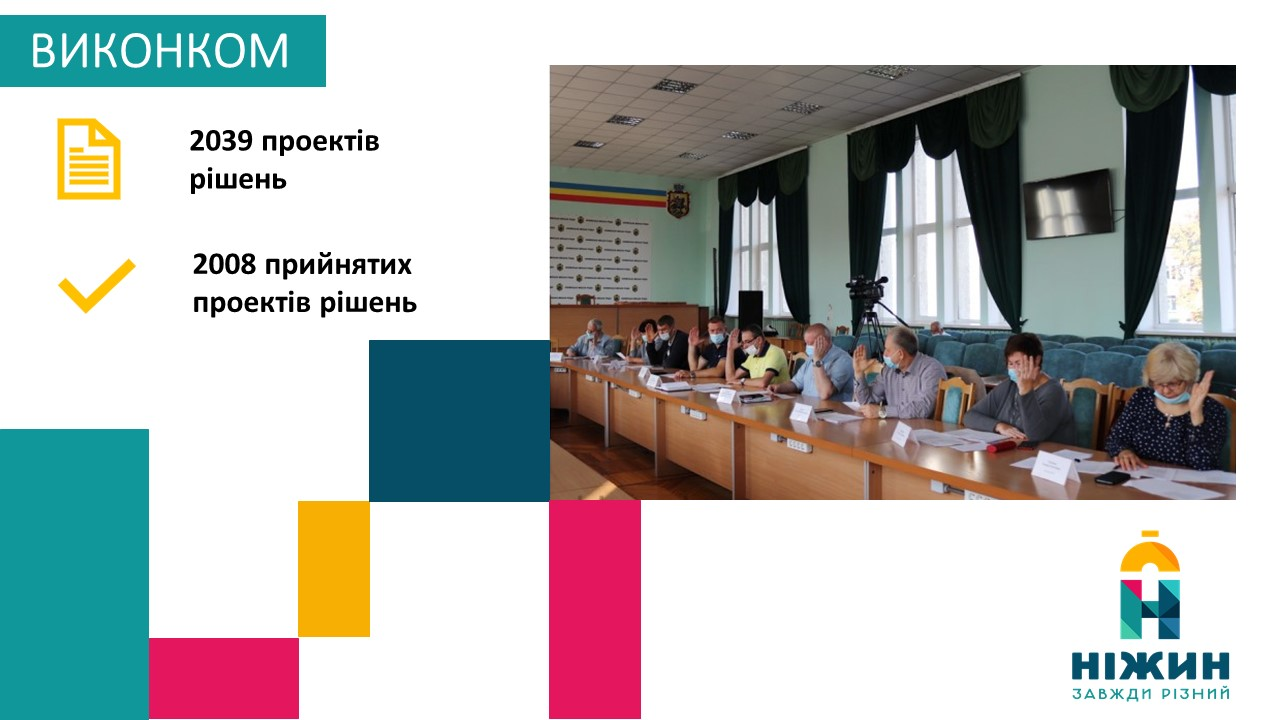 ВИКОНКОМ
2039 проектів
рішень
2008 прийнятих
проектів рішень
НІЖИН
ЗАВЖДИ РІЗНИЙ